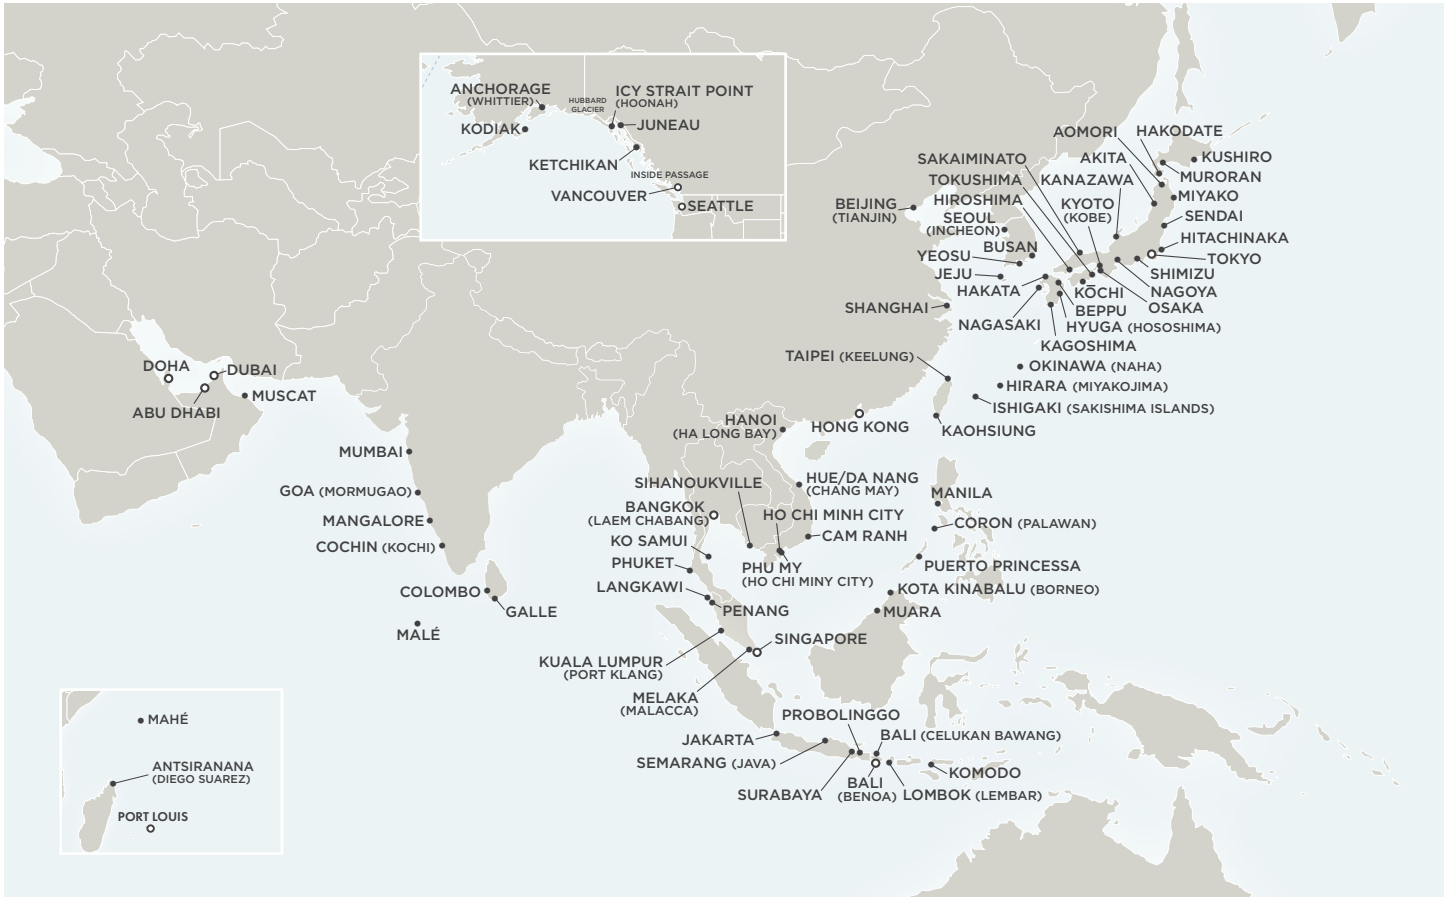 ANCHORAGE
(WHITTIER)
HUBBARD
GLACIER
ICY STRAIT POINT
(HOONAH)
KODIAK
JUNEAU
KETCHIKAN
INSIDE PASSAGE
VANCOUVER
SEATTLE
AOMORI
HAKODATE
SAKAIMINATO
AKITA
KUSHIRO
TOKUSHIMA
KANAZAWA
MURORAN
HIROSHIMA
KYOTO
(KOBE)
MIYAKO
BEIJING
(TIANJIN)
SEOUL
(INCHEON)
SENDAI
BUSAN
HITACHINAKA
YEOSU
TOKYO
JEJU
SHIMIZU
HAKATA
KŌCHI
NAGOYA
SHANGHAI
BEPPU
OSAKA
NAGASAKI
HYUGA (HOSOSHIMA)
KAGOSHIMA
TAIPEI (KEELUNG)
OKINAWA (NAHA)
DOHA
DUBAI
HIRARA (MIYAKOJIMA)
MUSCAT
ABU DHABI
ISHIGAKI (SAKISHIMA ISLANDS)
HANOI
(HA LONG BAY)
HONG KONG
KAOHSIUNG
MUMBAI
SIHANOUKVILLE
HUE/DA NANG
(CHANG MAY)
GOA (MORMUGAO)
MANILA
BANGKOK
(LAEM CHABANG)
HO CHI MINH CITY
MANGALORE
CORON (PALAWAN)
CAM RANH
KO SAMUI
COCHIN (KOCHI)
PHUKET
PHU MY
(HO CHI MINY CITY)
PUERTO PRINCESSA
LANGKAWI
COLOMBO
KOTA KINABALU (BORNEO)
GALLE
PENANG
MUARA
MALÉ
SINGAPORE
KUALA LUMPUR
(PORT KLANG)
MELAKA
(MALACCA)
PROBOLINGGO
MAHÉ
JAKARTA
BALI (CELUKAN BAWANG)
SEMARANG (JAVA)
ANTSIRANANA
(DIEGO SUAREZ)
KOMODO
BALI
(BENOA)
SURABAYA
LOMBOK (LEMBAR)
PORT LOUIS